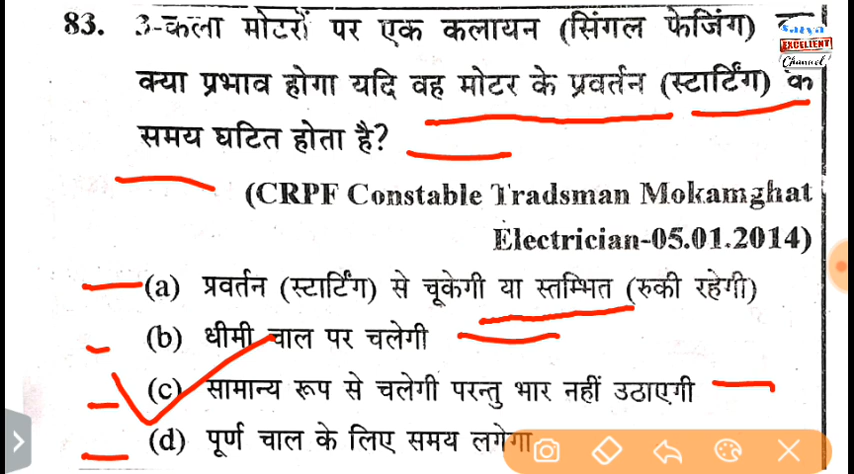 83. 3-कला मोटरों पर एक कलायन (सिंगल फेजिंग)
Satya
EXCELLENT
Channel
क्या प्रभाव होगा यदि वह मोटर के प्रवर्तन (स्टार्टिंग) के
समय घटित होता है?
(CRPF Constable Tradsman Mokamghat
Electrician-05.01.2014)
(a) प्रवर्तन (स्टार्टिंग) से चूकेगी या स्तम्भित (रुकी रहेगी)
(b) धीमी चाल पर चलेगी
(c) सामान्य रूप से चलेगी परन्तु भार नहीं उठाएगी
(d) पूर्ण चाल के लिए समय लगेगा